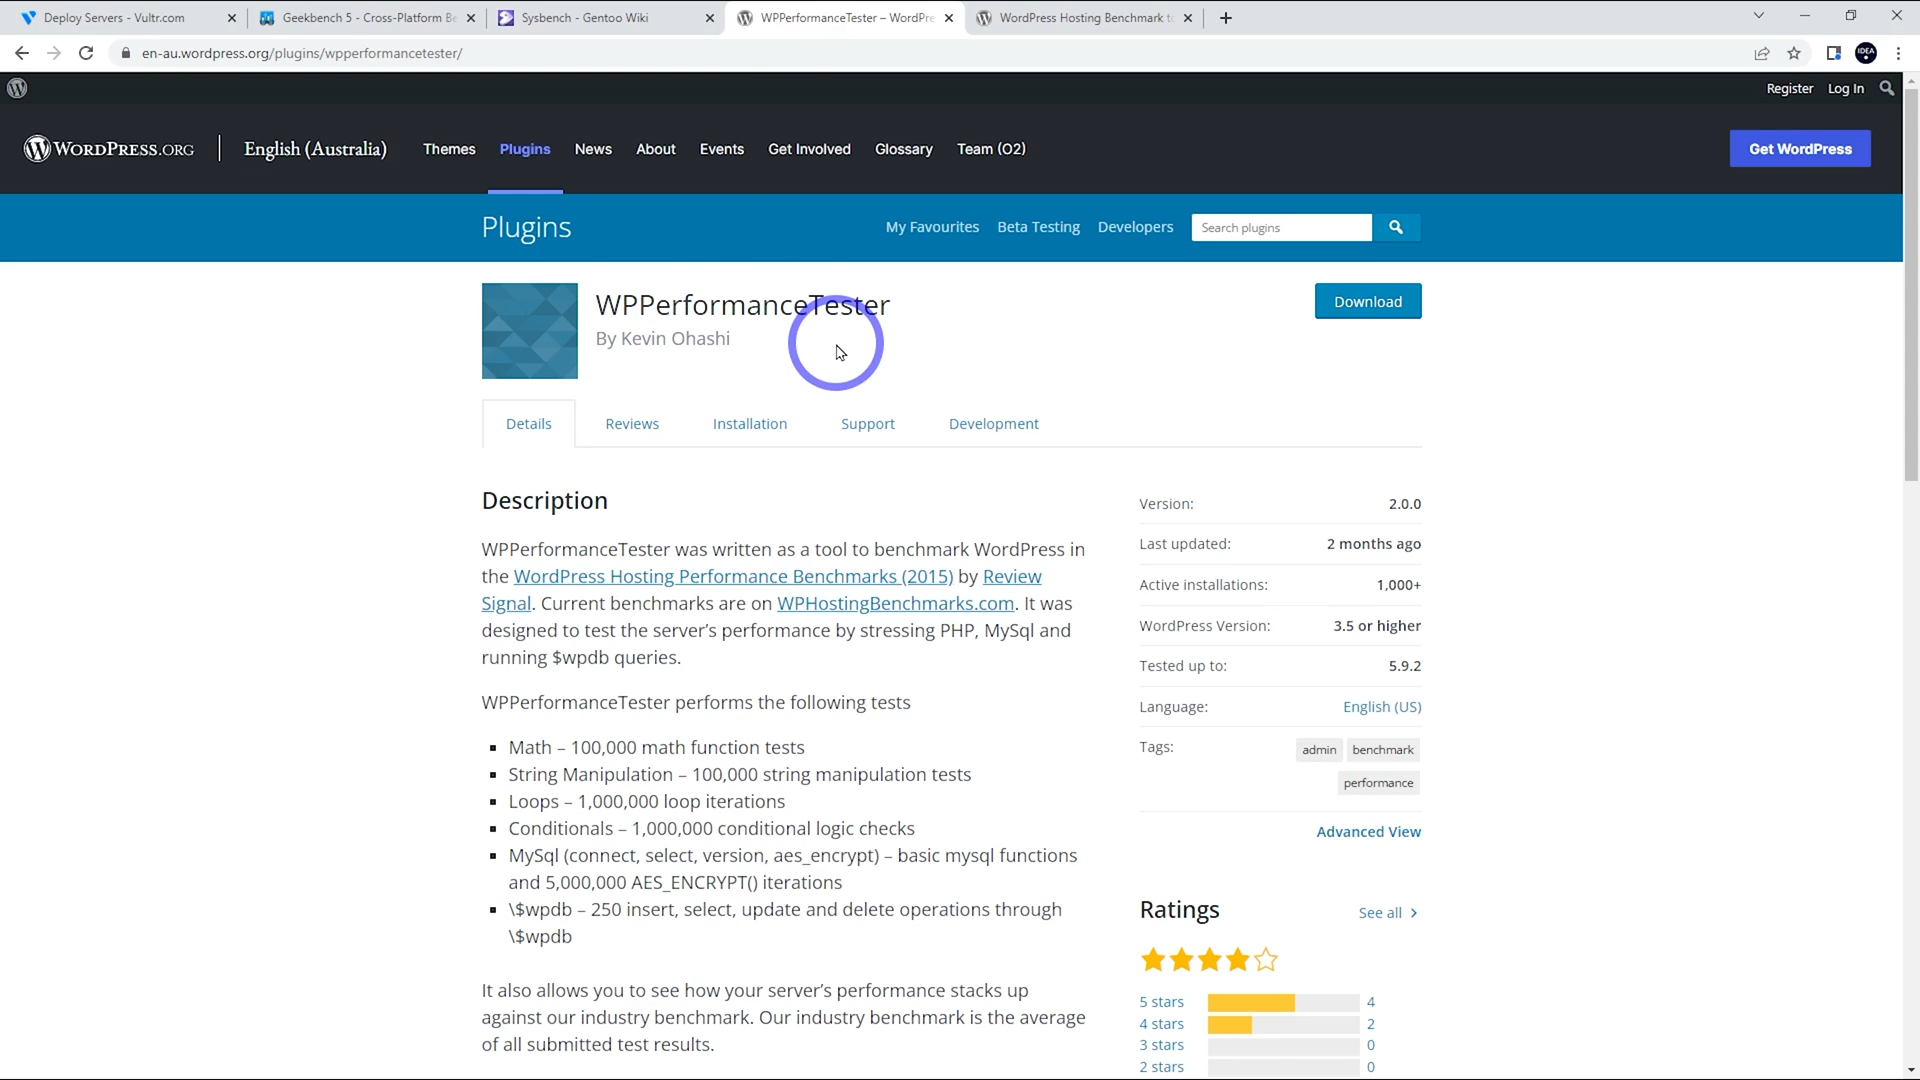 Deploy Servers - Vultr.com
Geekbench 5 - Cross-Platform Be
Sysbench - Gentoo Wiki
WPPerformanceTester – WordPre
WordPress Hosting Benchmark to
en-au.wordpress.org/plugins/wpperformancetester/
IDEA
Register Log In
WORDPRESS.ORG English (Australia) Themes Plugins News About Events Get Involved Glossary Team (O2) Get WordPress
Plugins My Favourites Beta Testing Developers Search plugins
WPPerformanceTester
By Kevin Ohashi
Download
Details Reviews Installation Support Development
Description
WPPerformanceTester was written as a tool to benchmark WordPress in
the WordPress Hosting Performance Benchmarks (2015) by Review
Signal. Current benchmarks are on WPHostingBenchmarks.com. It was
designed to test the server’s performance by stressing PHP, MySql and
running $wpdb queries.
WPPerformanceTester performs the following tests
Math – 100,000 math function tests
String Manipulation – 100,000 string manipulation tests
Loops – 1,000,000 loop iterations
Conditionals – 1,000,000 conditional logic checks
MySql (connect, select, version, aes_encrypt) – basic mysql functions
and 5,000,000 AES_ENCRYPT() iterations
\$wpdb – 250 insert, select, update and delete operations through
\$wpdb
It also allows you to see how your server’s performance stacks up
against our industry benchmark. Our industry benchmark is the average
of all submitted test results.
Version: 2.0.0
Last updated: 2 months ago
Active installations: 1,000+
WordPress Version: 3.5 or higher
Tested up to: 5.9.2
Language: English (US)
Tags: admin benchmark
performance
Advanced View
Ratings See all
5 stars 4
4 stars 2
3 stars 0
2 stars 0